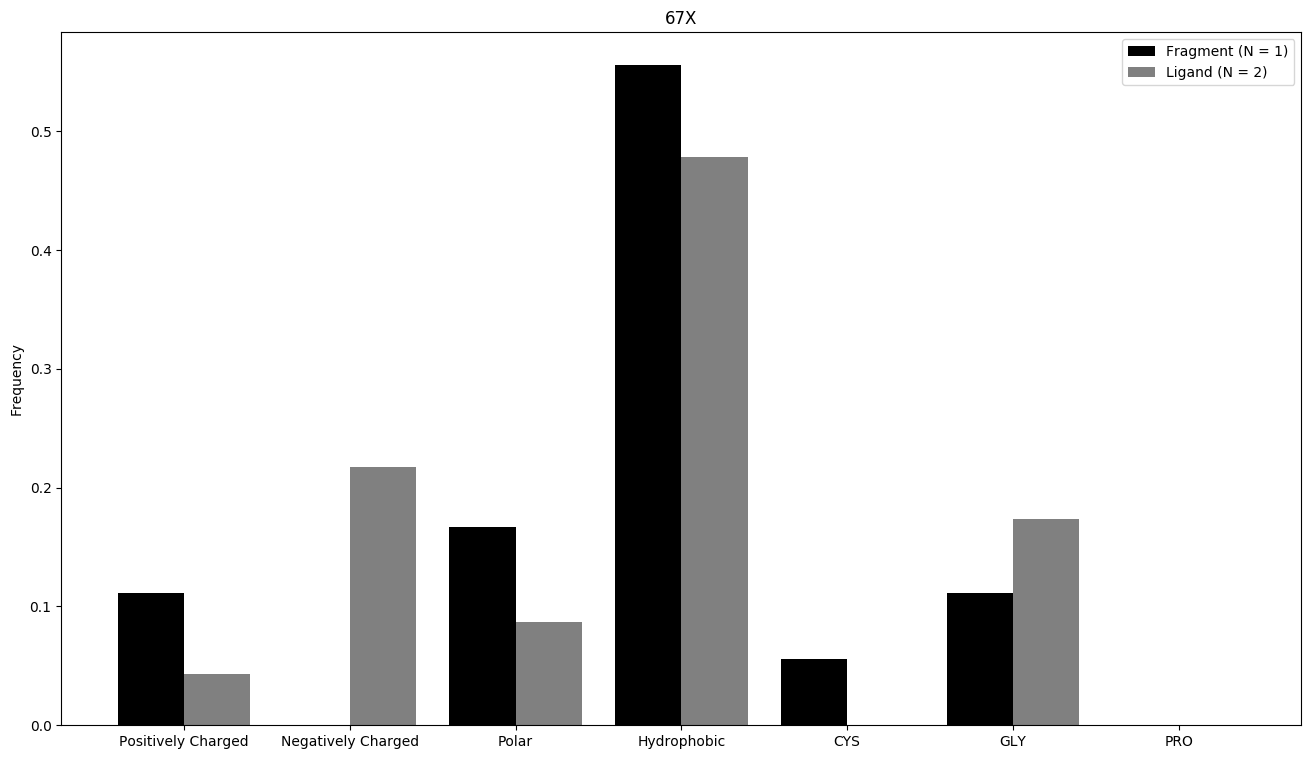 67X
Fragment (N = 1)
Ligand (N = 2)
Frequency
0.5
0.4
0.3
0.2
0.1
0.0
Positively Charged Negatively Charged Polar Hydrophobic CYS GLY PRO